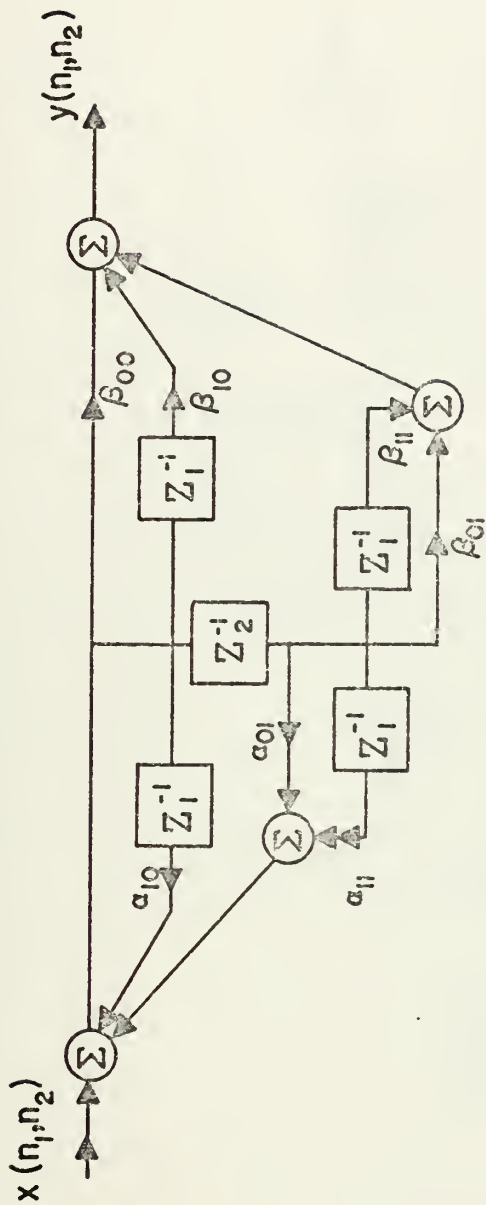 x(n₁,n₂)
y(n₁,n₂)
Σ
Σ
β₀₀
α₁₀
Z₁⁻¹
Z₁⁻¹
β₁₀
Z₂⁻¹
α₀₁
Σ
α₁₁
Z₁⁻¹
Z₁⁻¹
β₁₁
Σ
β₀₁